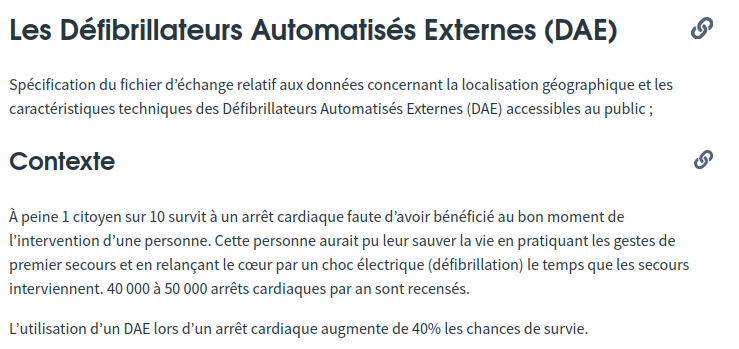 Les Défibrillateurs Automatisés Externes (DAE)
Spécification du fichier d’échange relatif aux données concernant la localisation géographique et les
caractéristiques techniques des Défibrillateurs Automatisés Externes (DAE) accessibles au public ;
Contexte
À peine 1 citoyen sur 10 survit à un arrêt cardiaque faute d’avoir bénéficié au bon moment de
l’intervention d’une personne. Cette personne aurait pu leur sauver la vie en pratiquant les gestes de
premier secours et en relançant le cœur par un choc électrique (défibrillation) le temps que les secours
interviennent. 40 000 à 50 000 arrêts cardiaques par an sont recensés.
L’utilisation d’un DAE lors d’un arrêt cardiaque augmente de 40% les chances de survie.